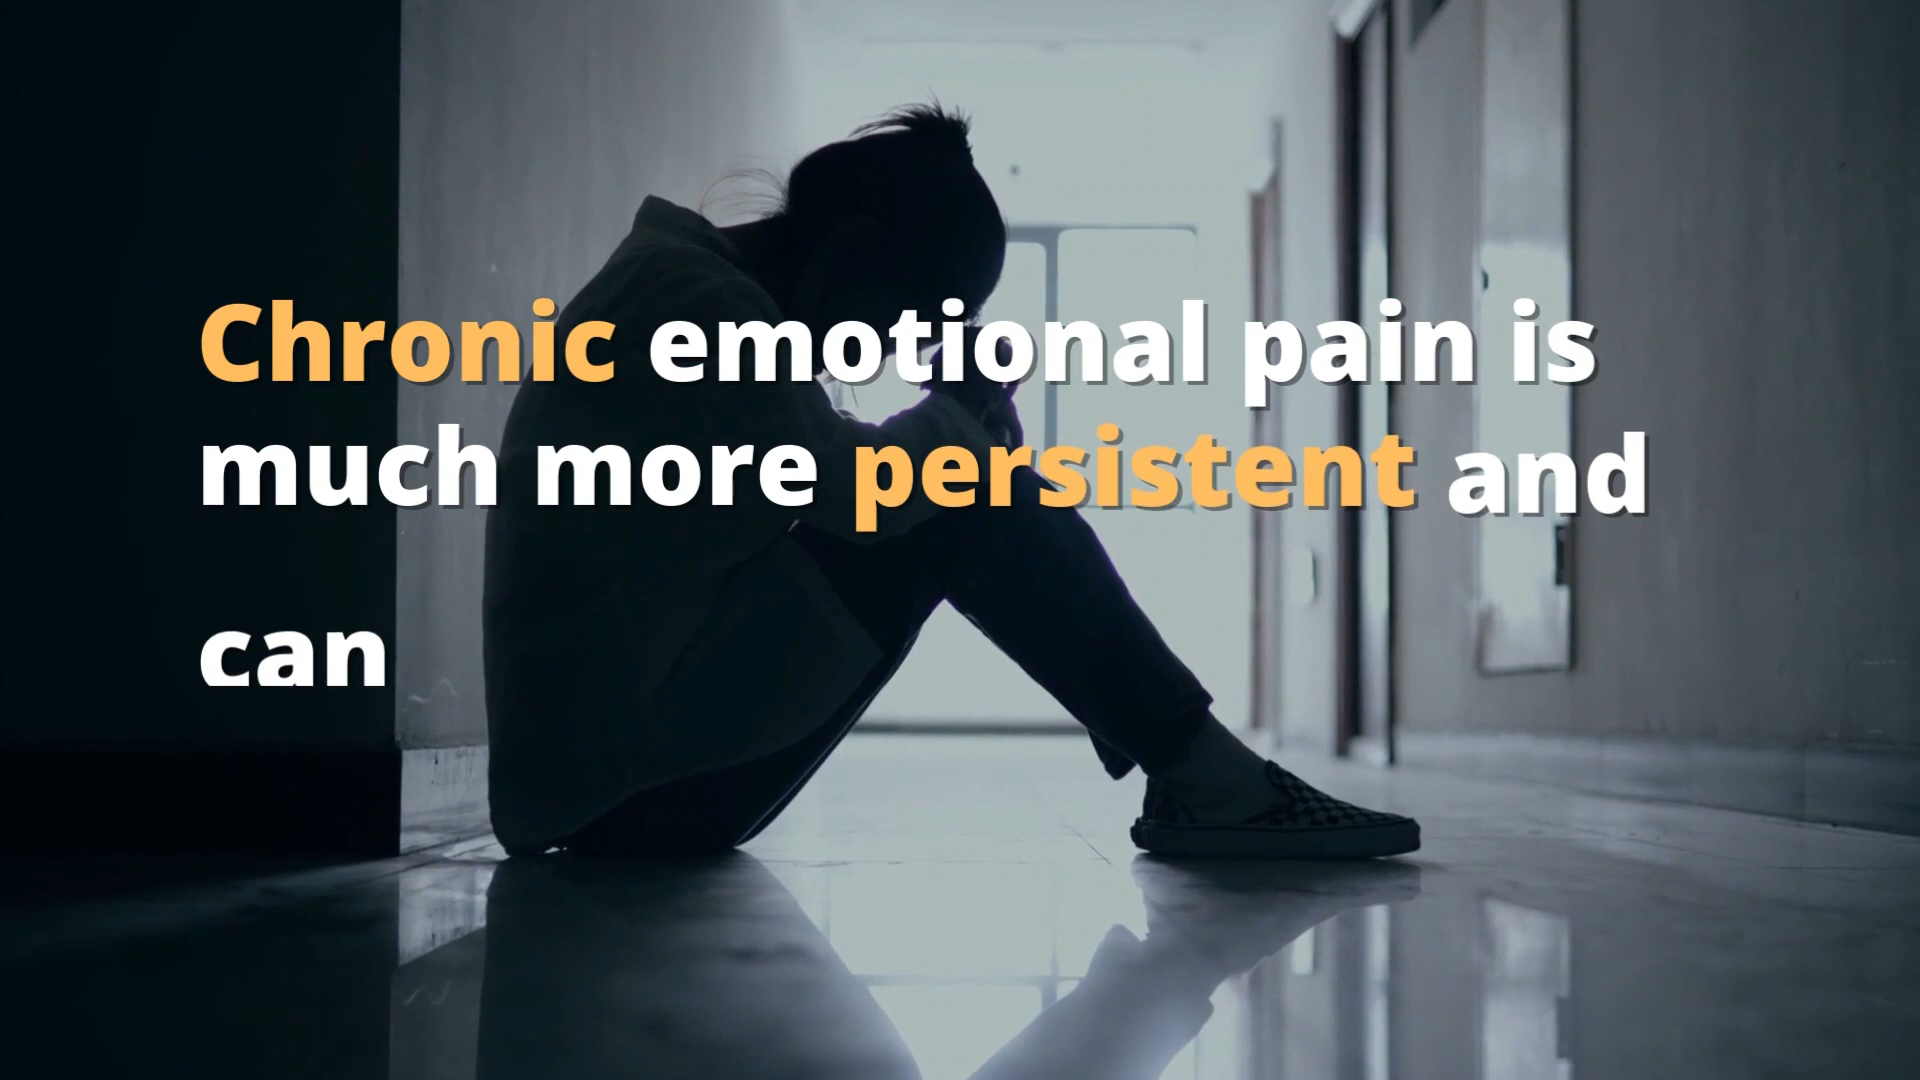 Chronic emotional pain is
much more persistent and
can